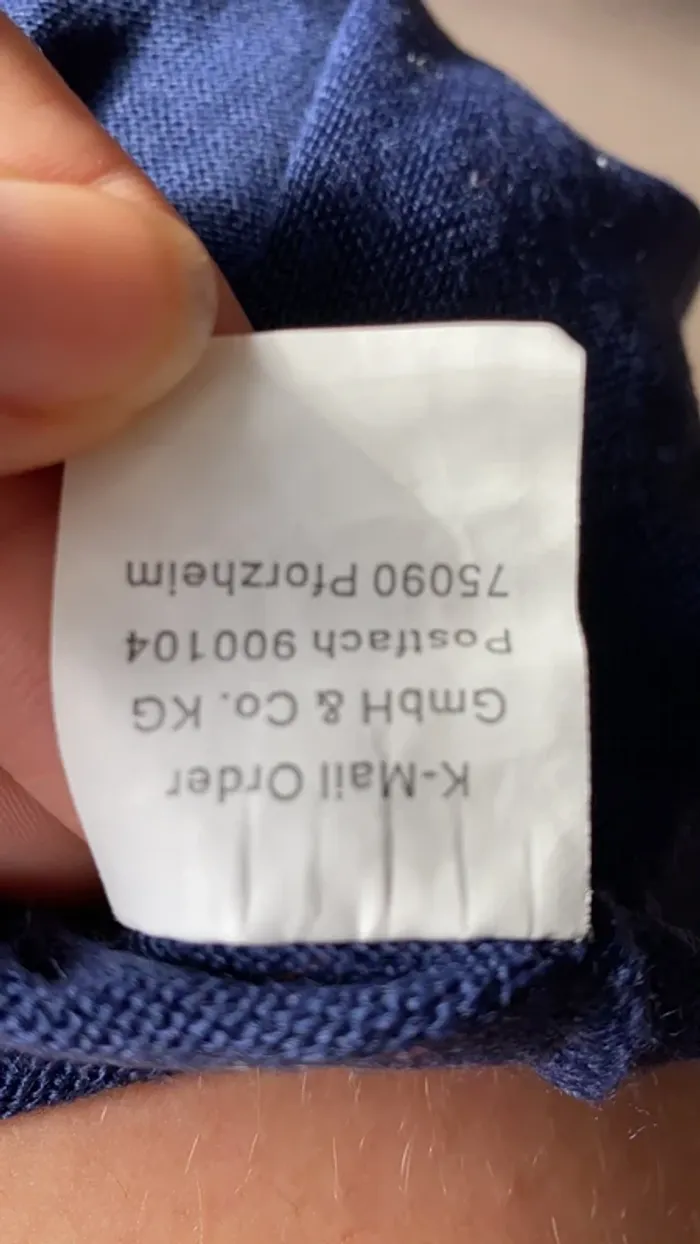 K-Mail Order
GmbH & Co. KG
Postfach 900104
75090 Pforzheim